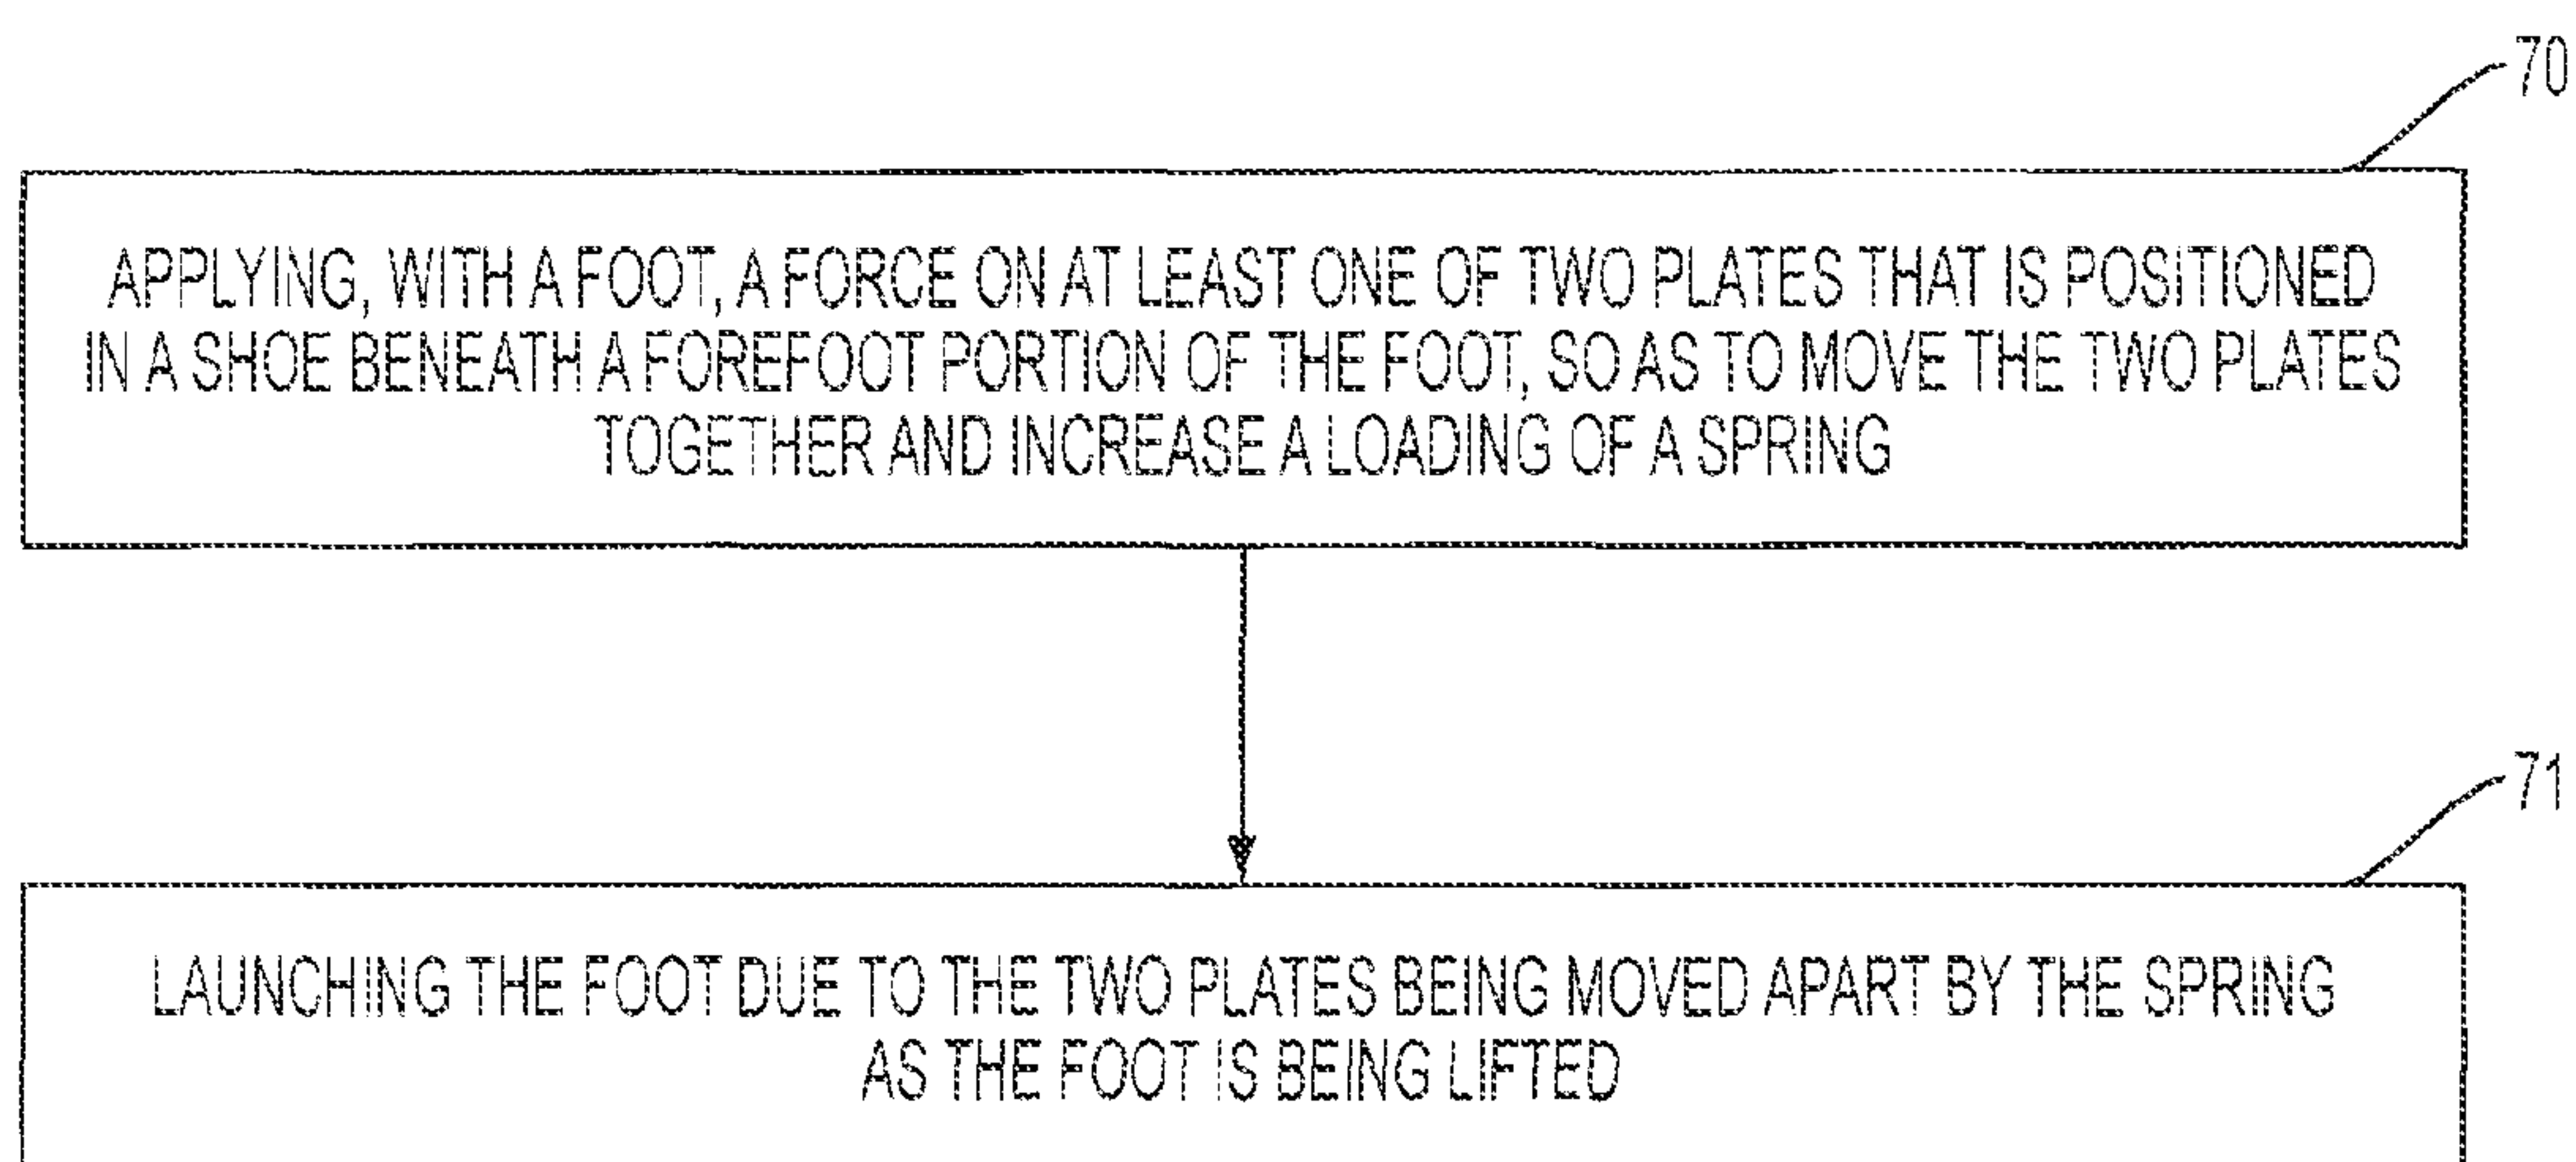 70
APPLYING, WITH A FOOT, A FORCE ON AT LEAST ONE OF TWO PLATES THAT IS POSITIONED
IN A SHOE BENEATH A FOREFOOT PORTION OF THE FOOT, SO AS TO MOVE THE TWO PLATES
TOGETHER AND INCREASE A LOADING OF A SPRING
71
LAUNCHING THE FOOT DUE TO THE TWO PLATES BEING MOVED APART BY THE SPRING
AS THE FOOT IS BEING LIFTED